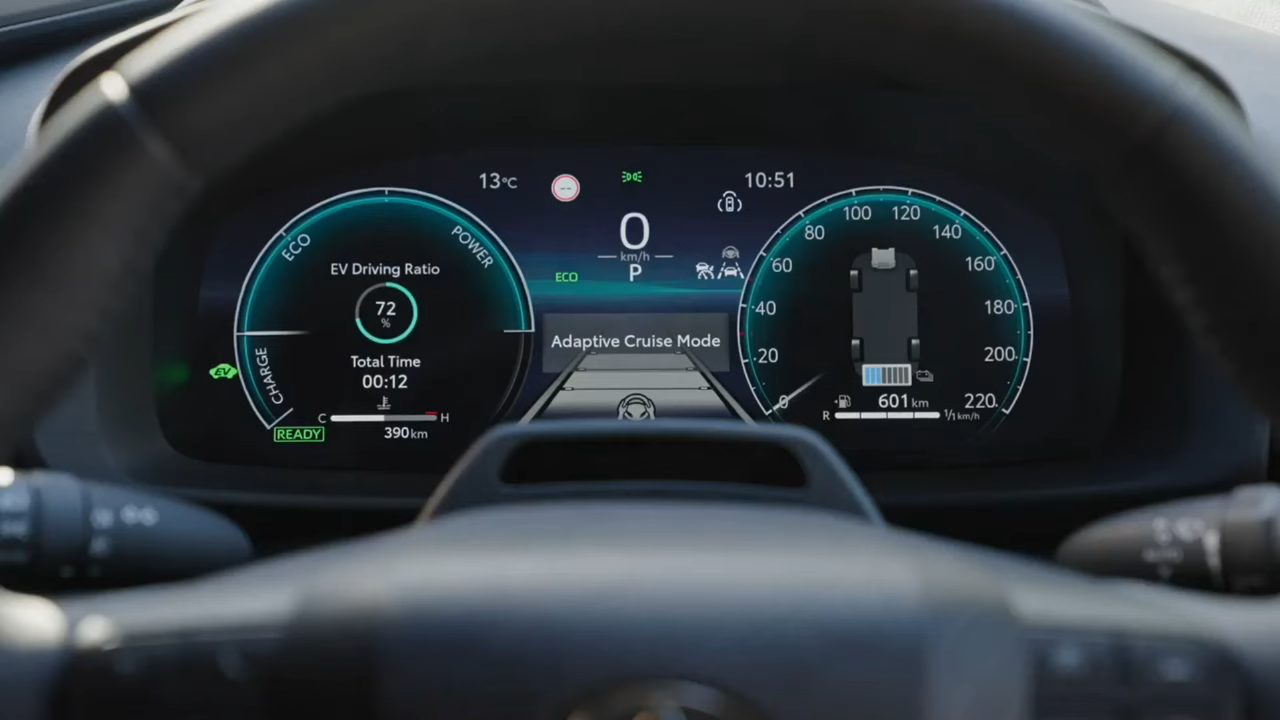 13°C
--
10:51
0
km/h
P
ECO
ECO
POWER
CHARGE
EV Driving Ratio
72
%
Total Time
00:12
C
H
390km
EV
READY
Adaptive Cruise Mode
0
20
40
60
80
100
120
140
160
180
200
220
601km
R
1/1
km/h